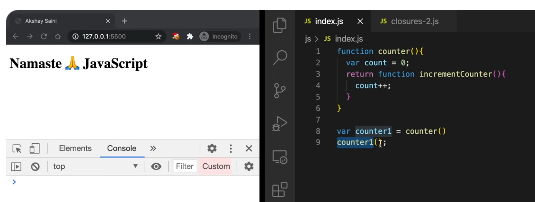 Akshay Saini
127.0.0.1:5500
Incognito
Namaste 🙏 JavaScript
Elements Console »
top
Filter Custom
›
JS index.js × JS closures-2.js
js › JS index.js
1 function counter(){
2 var count = 0;
3 return function incrementCounter(){
4 count++;
5 }
6 }
7
8 var counter1 = counter()
9 counter1();